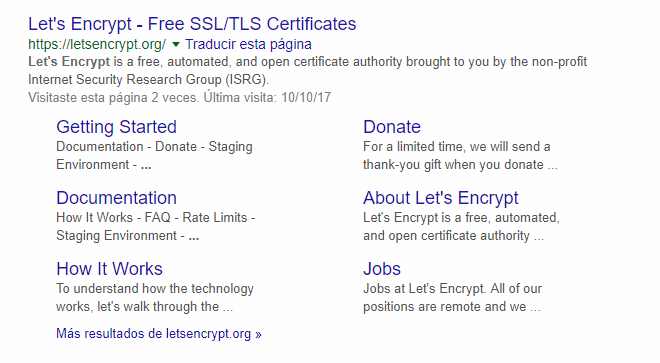 Let's Encrypt - Free SSL/TLS Certificates
https://letsencrypt.org/ ▼ Traducir esta página
Let's Encrypt is a free, automated, and open certificate authority brought to you by the non-profit
Internet Security Research Group (ISRG).
Visitaste esta página 2 veces. Última visita: 10/10/17
Getting Started
Documentation - Donate - Staging
Environment - ...
Donate
For a limited time, we will send a
thank-you gift when you donate ...
Documentation
How It Works - FAQ - Rate Limits -
Staging Environment - ...
About Let's Encrypt
Let's Encrypt is a free, automated,
and open certificate authority ...
How It Works
To understand how the technology
works, let's walk through the ...
Jobs
Jobs at Let's Encrypt. All of our
positions are remote and we ...
Más resultados de letsencrypt.org »